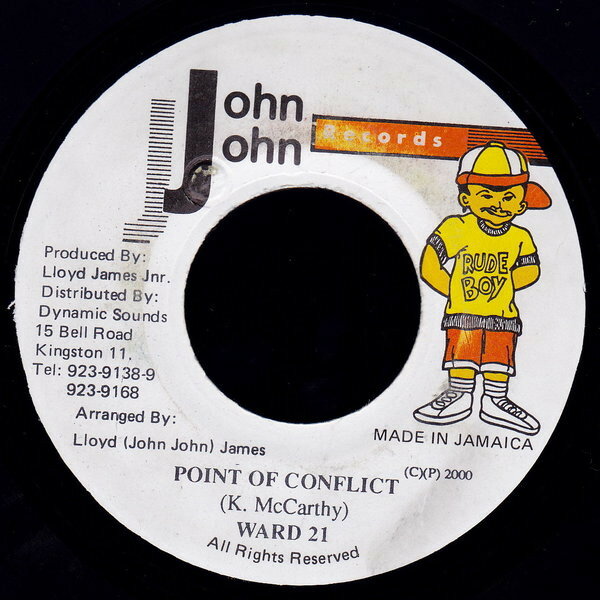 John
John
Records
RUDE
BOY
Produced By:
Lloyd James Jnr.
Distributed By:
Dynamic Sounds
15 Bell Road
Kingston 11,
Tel: 923-9138-9
923-9168
Arranged By:
Lloyd (John John) James
MADE IN JAMAICA
(C)(P) 2000
POINT OF CONFLICT
(K. McCarthy)
WARD 21
All Rights Reserved